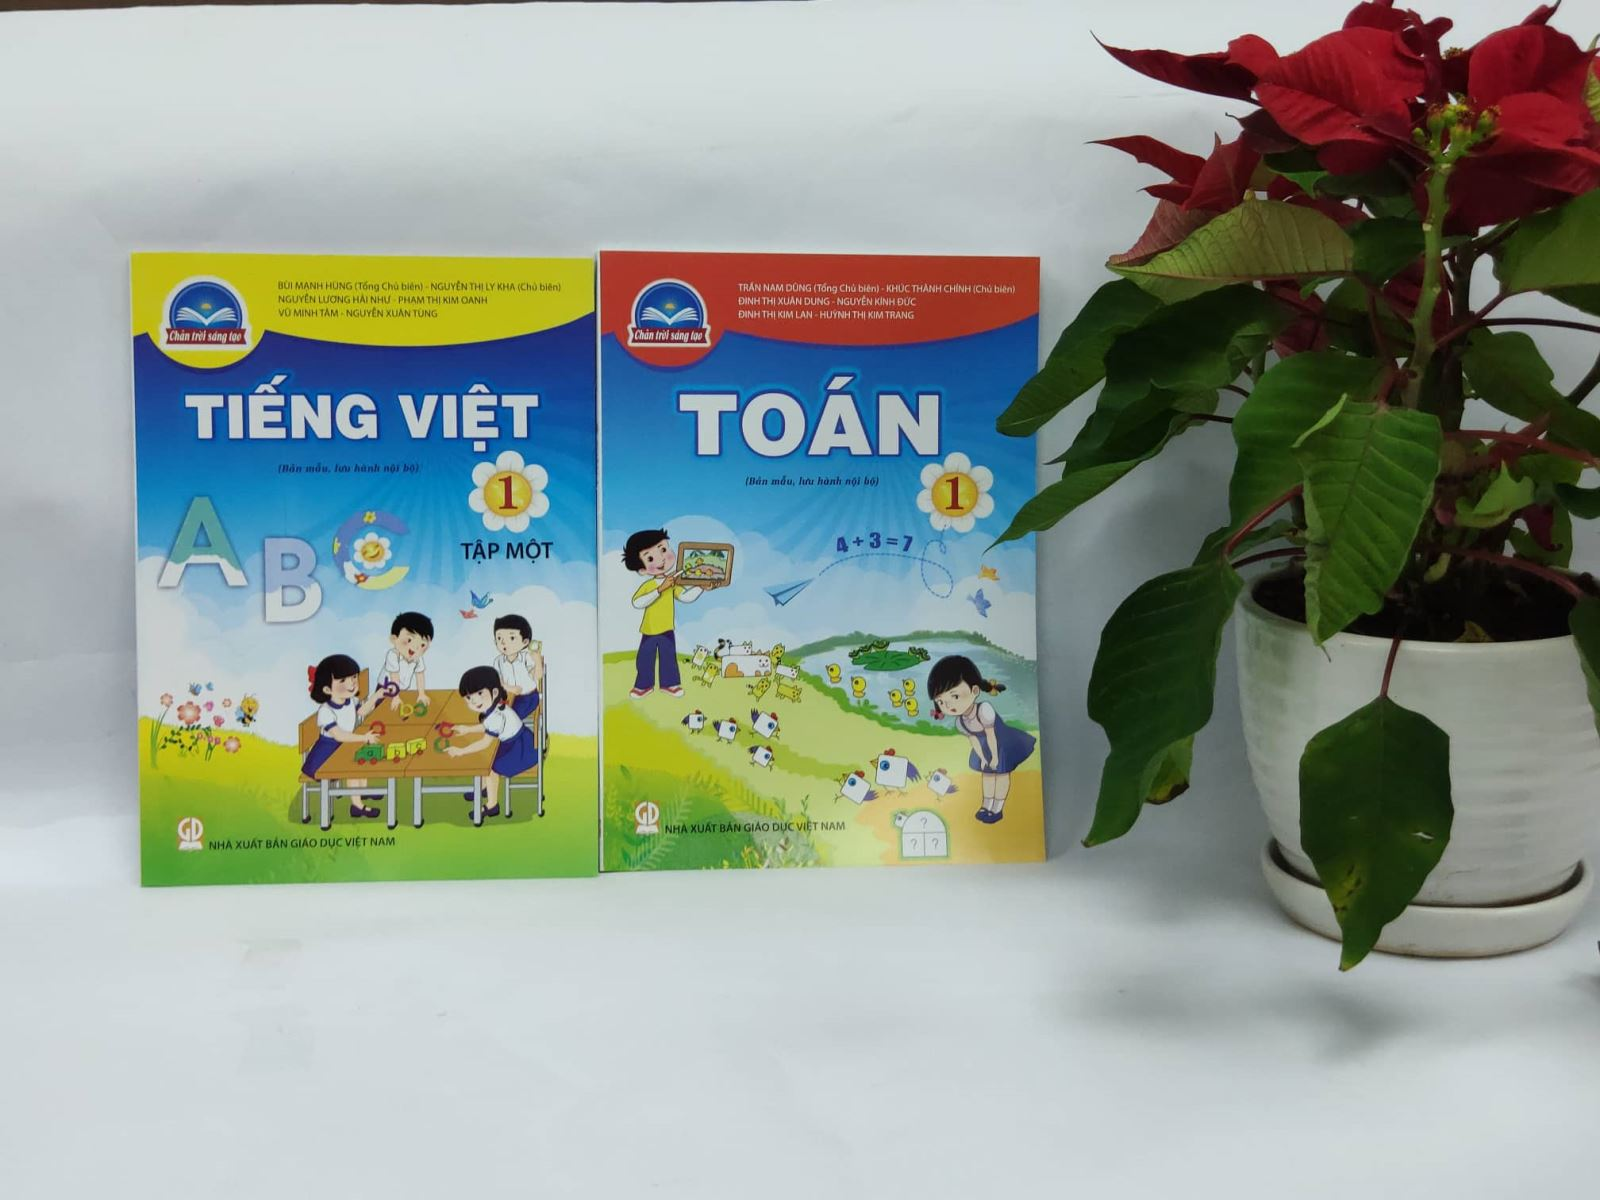 BÙI MẠNH HÙNG (Tổng Chủ biên) - NGUYỄN THỊ LY KHA (Chủ biên)
NGUYỄN LƯƠNG HẢI NHƯ - PHẠM THỊ KIM OANH
VŨ MINH TÂM - NGUYỄN XUÂN TÙNG
Chân trời sáng tạo
TIẾNG VIỆT
(Bản mẫu, lưu hành nội bộ)
1
TẬP MỘT
A B C
a b c
NHÀ XUẤT BẢN GIÁO DỤC VIỆT NAM
TRẦN NAM DŨNG (Tổng Chủ biên) - KHÚC THÀNH CHÍNH (Chủ biên)
ĐINH THỊ XUÂN DUNG - NGUYỄN KÍNH ĐỨC
ĐINH THỊ KIM LAN - HUỲNH THỊ KIM TRANG
Chân trời sáng tạo
TOÁN
(Bản mẫu, lưu hành nội bộ)
1
4 + 3 = 7
NHÀ XUẤT BẢN GIÁO DỤC VIỆT NAM
?
? ?